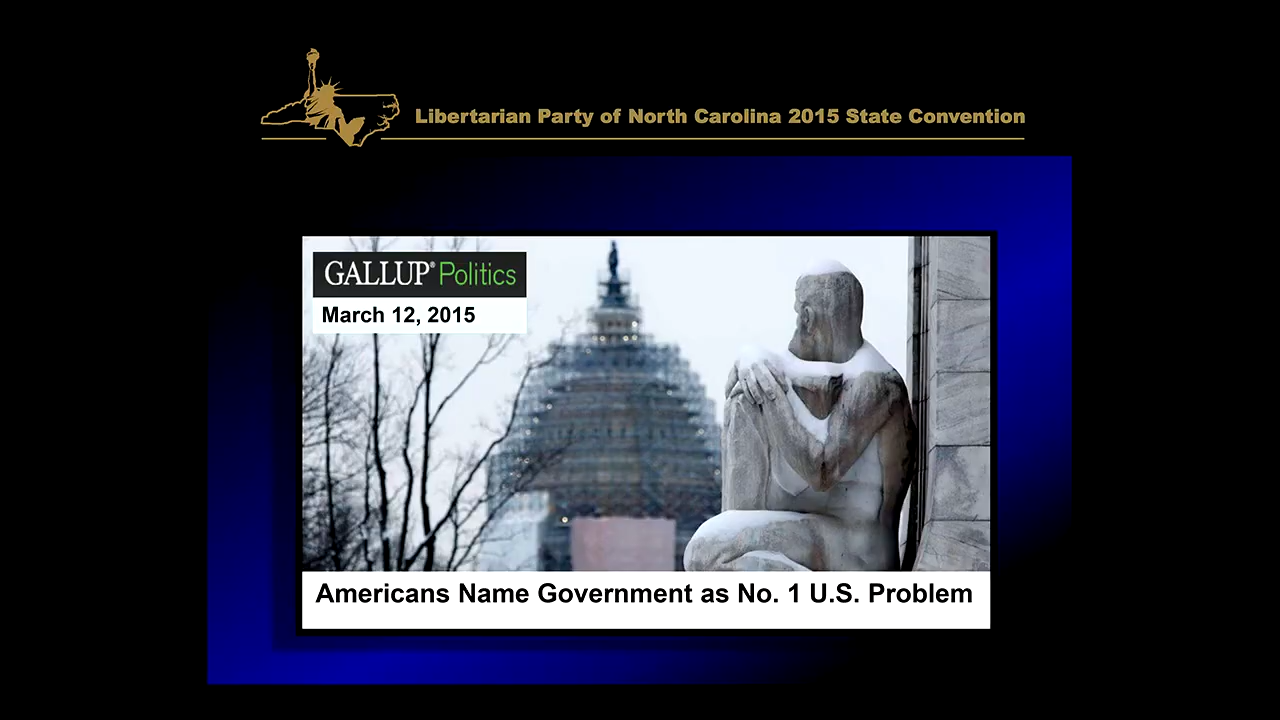 Libertarian Party of North Carolina 2015 State Convention
GALLUP® Politics
March 12, 2015
Americans Name Government as No. 1 U.S. Problem